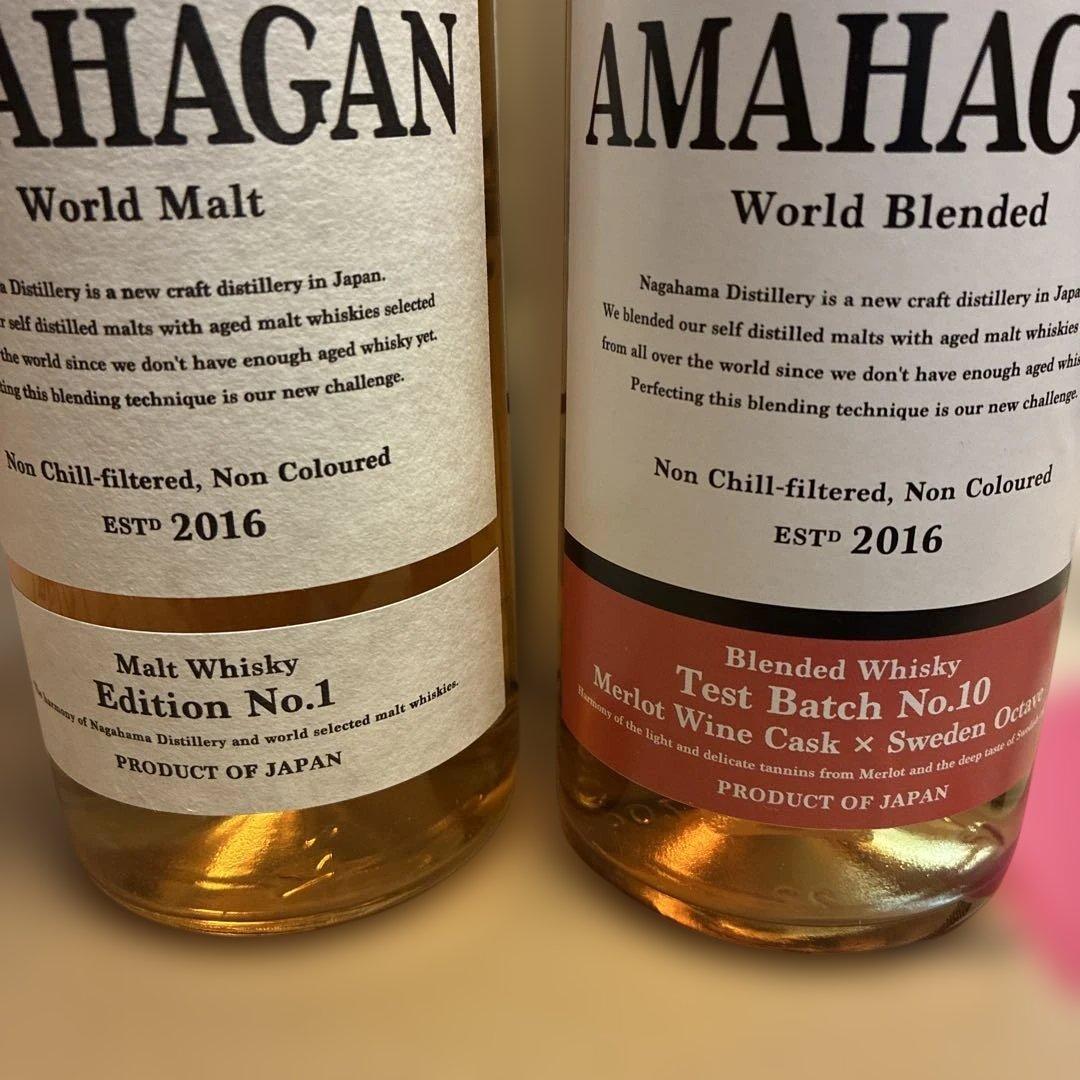 AHAGAN
World Malt
Distillery is a new craft distillery in Japan.
self distilled malts with aged malt whiskies selected
the world since we don't have enough aged whisky yet.
this blending technique is our new challenge.
Non Chill-filtered, Non Coloured
ESTD 2016
Malt Whisky
Edition No.1
harmony of Nagahama Distillery and world selected malt whiskies.
PRODUCT OF JAPAN
AMAHAG
World Blended
Nagahama Distillery is a new craft distillery in Japa
We blended our self distilled malts with aged malt whiskies
from all over the world since we don't have enough aged whis
Perfecting this blending technique is our new challenge.
Non Chill-filtered, Non Coloured
ESTD 2016
Blended Whisky
Test Batch No.10
Merlot Wine Cask × Sweden Octave
Harmony of the light and delicate tannins from Merlot and the deep taste of
PRODUCT OF JAPAN